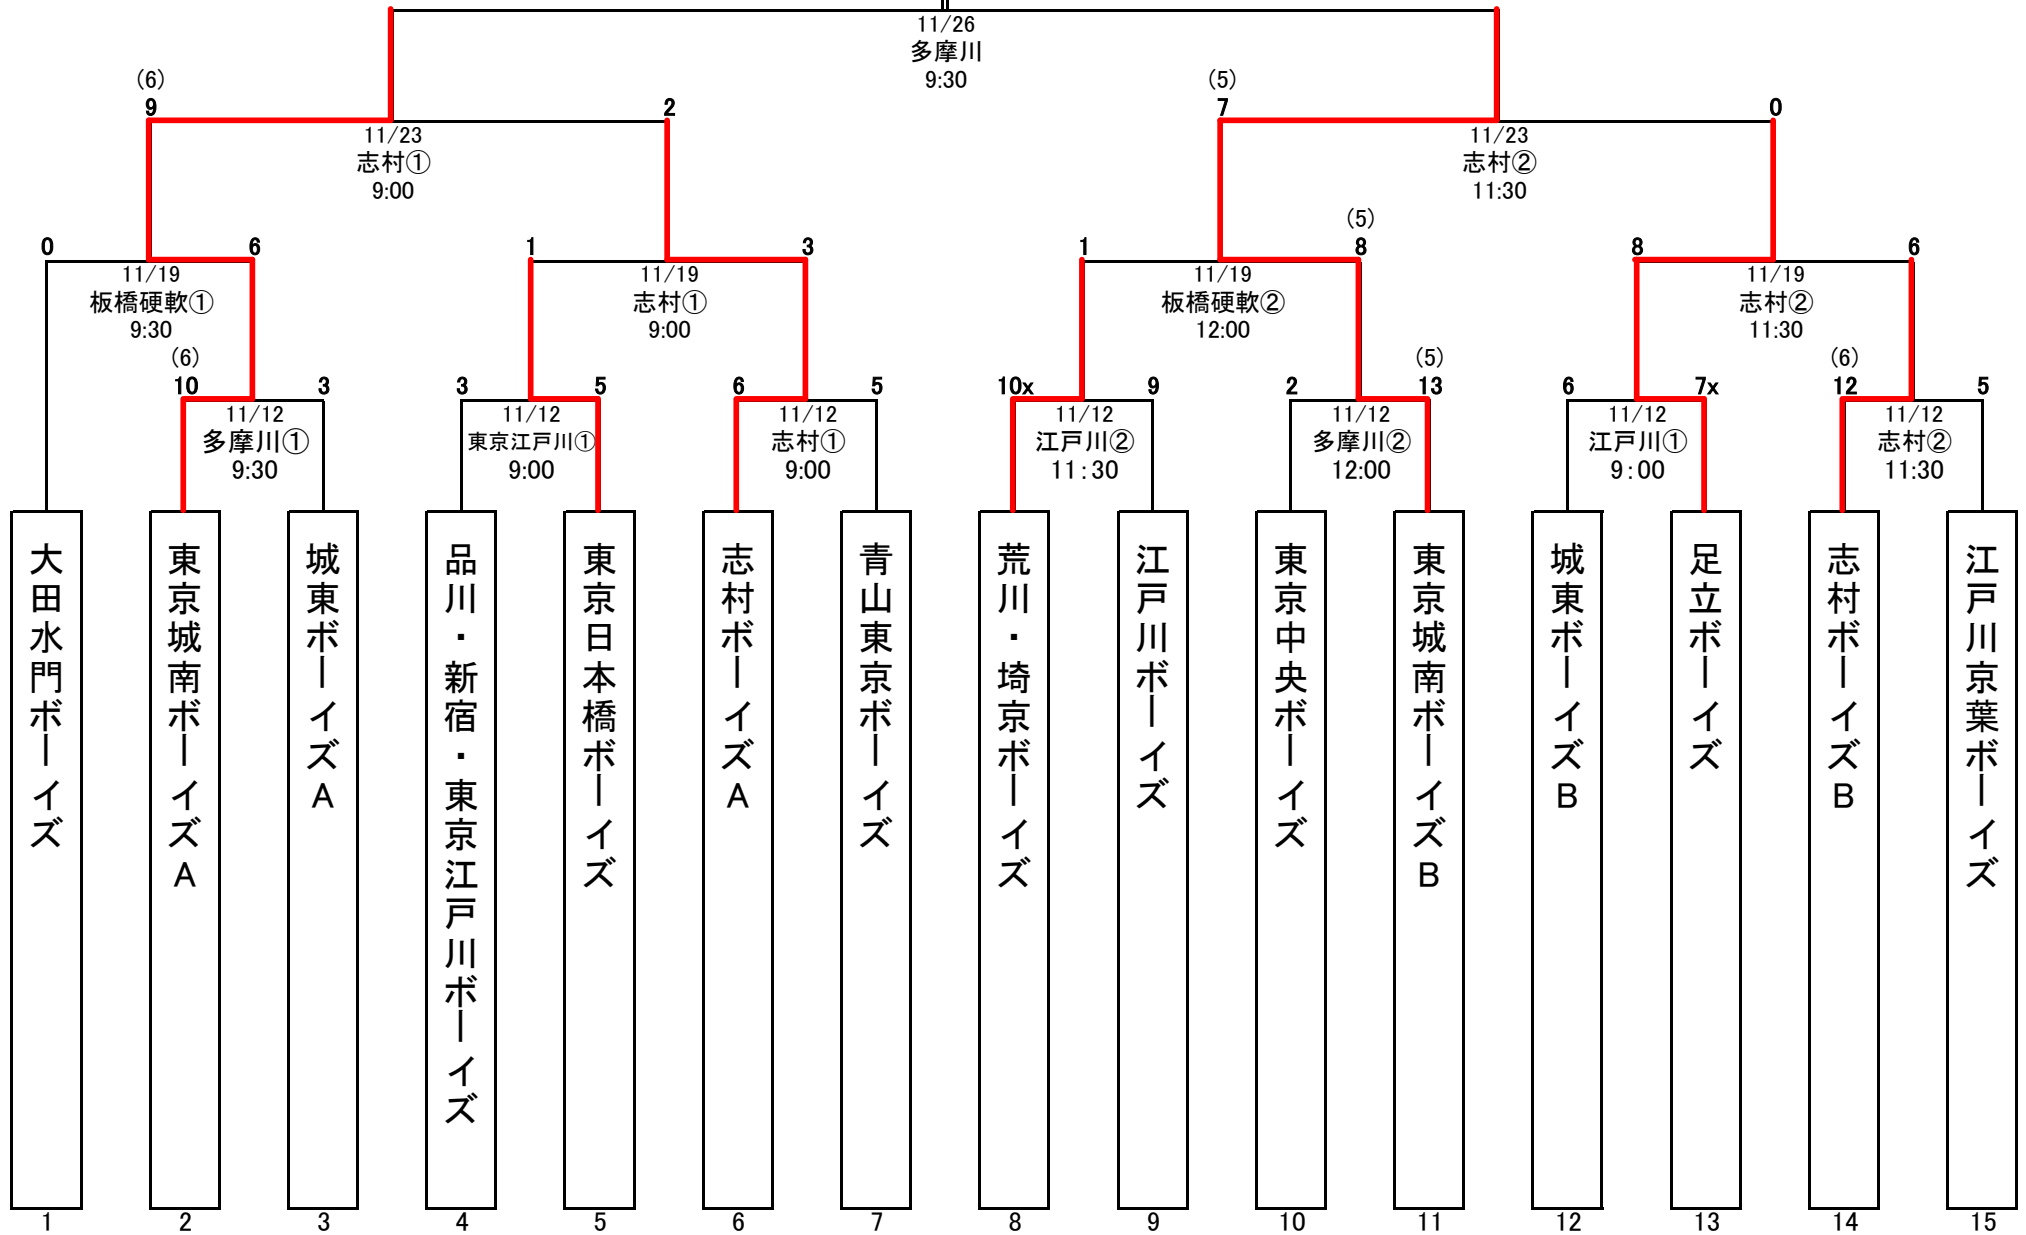 11/26
多摩川
9:30
(6)
9
2
(5)
7
0
11/23
志村①
9:00
11/23
志村②
11:30
0
6
1
3
1
(5)
8
8
6
11/19
板橋硬軟①
9:30
11/19
志村①
9:00
11/19
板橋硬軟②
12:00
11/19
志村②
11:30
(6)
10
3
3
5
6
5
10x
9
2
(5)
13
6
7x
(6)
12
5
11/12
多摩川①
9:30
11/12
東京江戸川①
9:00
11/12
志村①
9:00
11/12
江戸川②
11:30
11/12
多摩川②
12:00
11/12
江戸川①
9:00
11/12
志村②
11:30
大田水門ボーイズ
東京城南ボーイズA
城東ボーイズA
品川・新宿・東京江戸川ボーイズ
東京日本橋ボーイズ
志村ボーイズA
青山東京ボーイズ
荒川・埼京ボーイズ
江戸川ボーイズ
東京中央ボーイズ
東京城南ボーイズB
城東ボーイズB
足立ボーイズ
志村ボーイズB
江戸川京葉ボーイズ
1
2
3
4
5
6
7
8
9
10
11
12
13
14
15